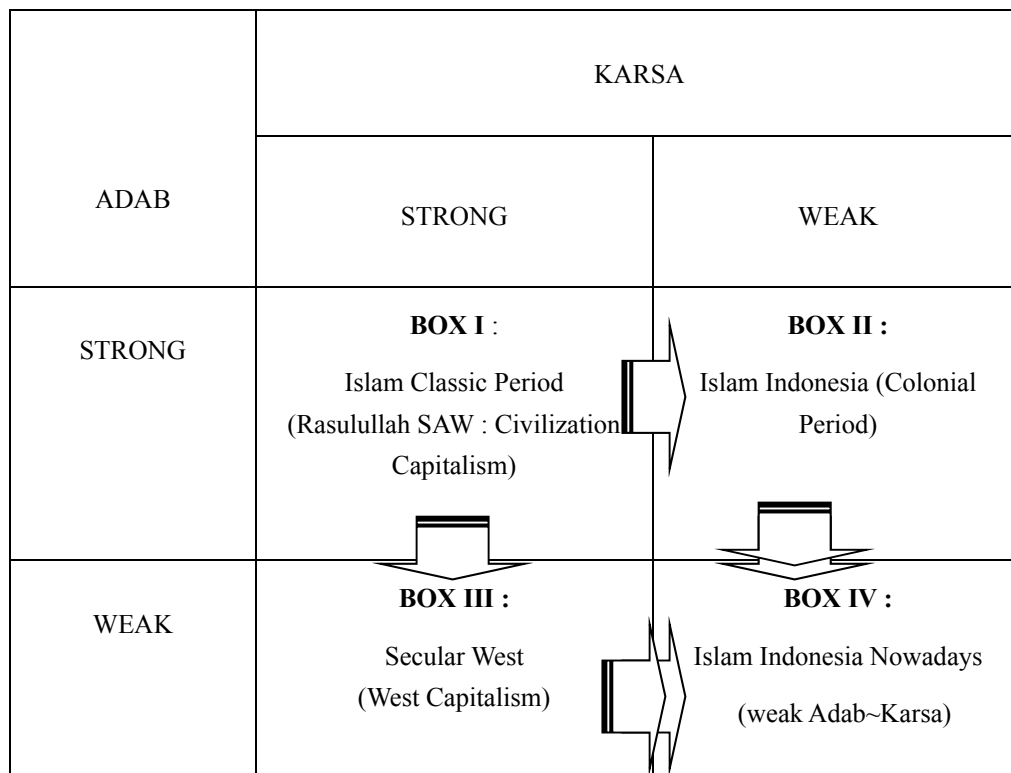 KARSA
ADAB
STRONG
WEAK
STRONG
BOX I :
Islam Classic Period
(Rasulullah SAW : Civilization
Capitalism)
BOX II :
Islam Indonesia (Colonial
Period)
WEAK
BOX III :
Secular West
(West Capitalism)
BOX IV :
Islam Indonesia Nowadays
(weak Adab~Karsa)